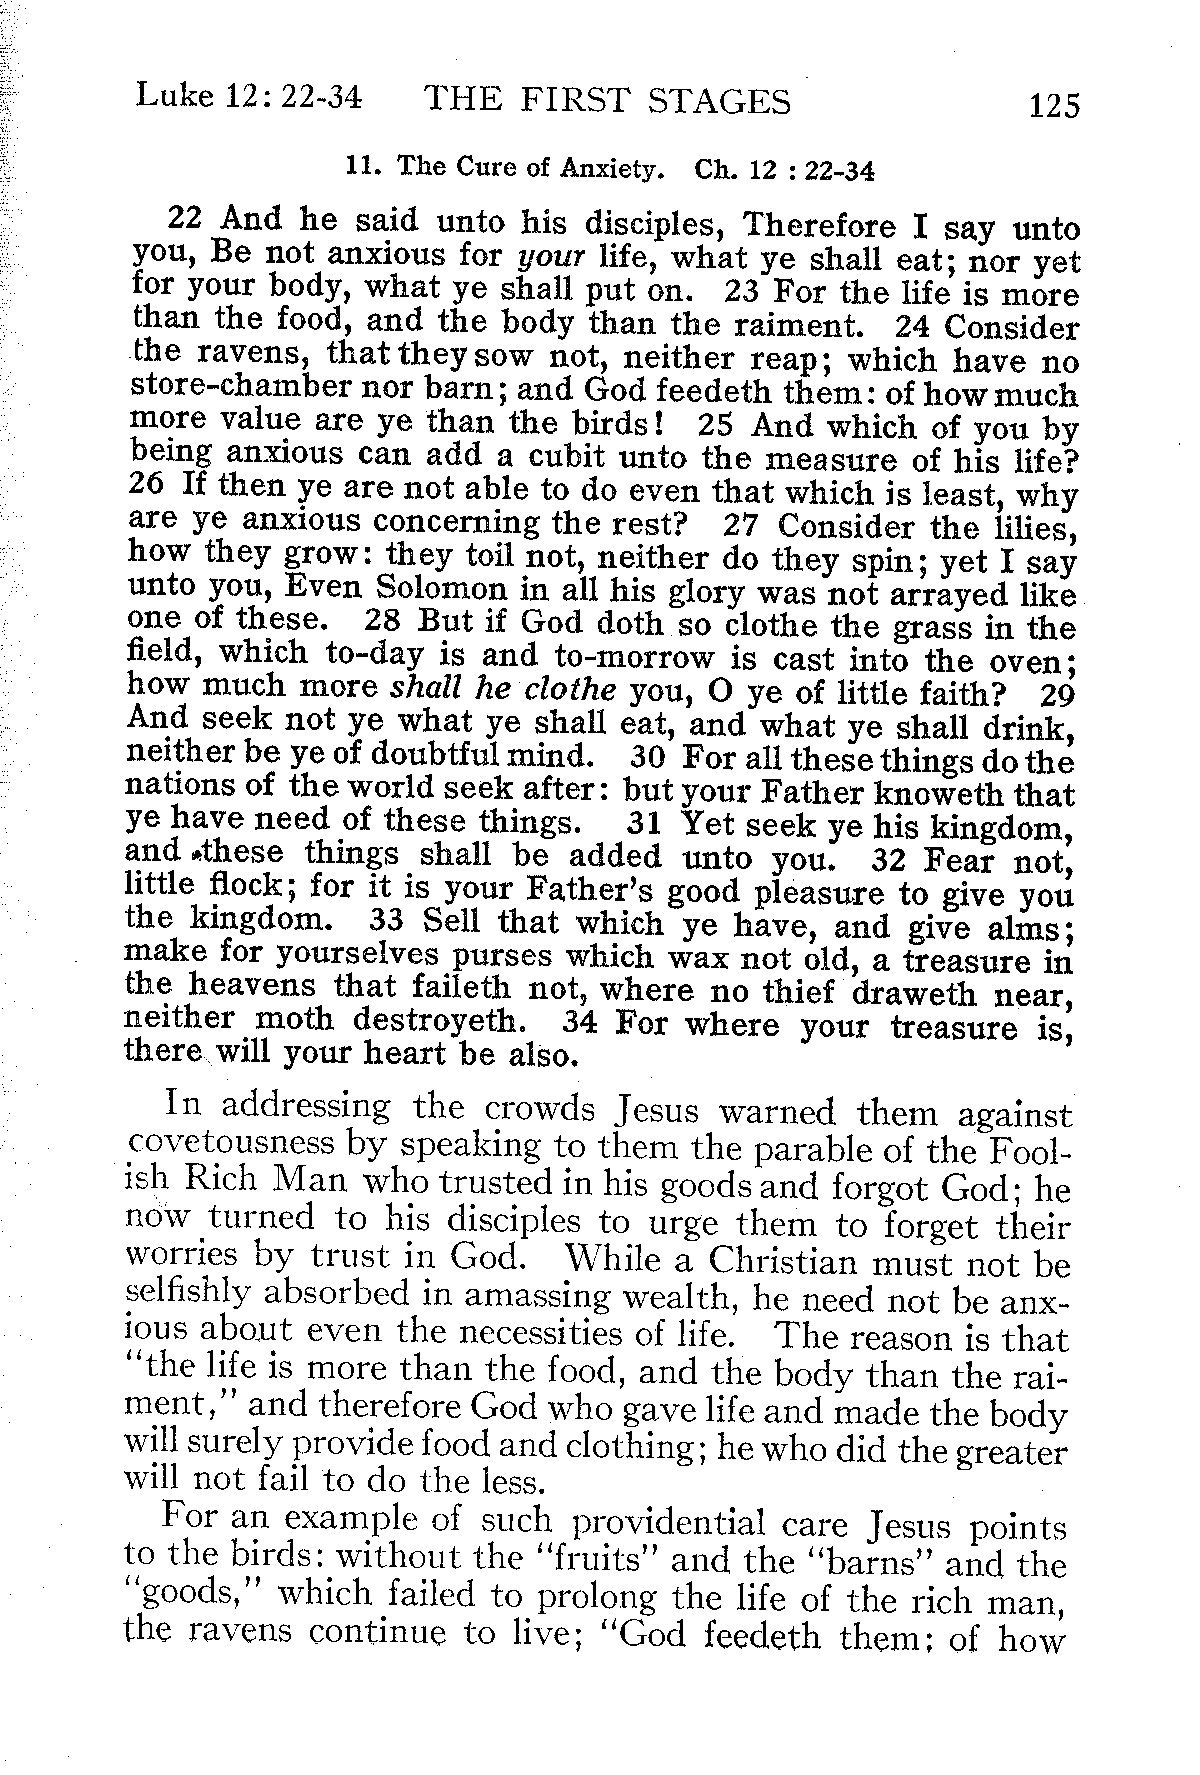 Luke 12: 22-34 THE FIRST STAGES 125
11. The Cure of Anxiety. Ch. 12 : 22-34
22 And he said unto his disciples, Therefore I say unto
you, Be not anxious for your life, what ye shall eat; nor yet
for your body, what ye shall put on. 23 For the life is more
than the food, and the body than the raiment. 24 Consider
the ravens, that they sow not, neither reap; which have no
store-chamber nor barn; and God feedeth them: of how much
more value are ye than the birds! 25 And which of you by
being anxious can add a cubit unto the measure of his life?
26 If then ye are not able to do even that which is least, why
are ye anxious concerning the rest? 27 Consider the lilies,
how they grow: they toil not, neither do they spin; yet I say
unto you, Even Solomon in all his glory was not arrayed like
one of these. 28 But if God doth so clothe the grass in the
field, which to-day is and to-morrow is cast into the oven;
how much more shall he clothe you, O ye of little faith? 29
And seek not ye what ye shall eat, and what ye shall drink,
neither be ye of doubtful mind. 30 For all these things do the
nations of the world seek after: but your Father knoweth that
ye have need of these things. 31 Yet seek ye his kingdom,
and these things shall be added unto you. 32 Fear not,
little flock; for it is your Father's good pleasure to give you
the kingdom. 33 Sell that which ye have, and give alms;
make for yourselves purses which wax not old, a treasure in
the heavens that faileth not, where no thief draweth near,
neither moth destroyeth. 34 For where your treasure is,
there will your heart be also.
In addressing the crowds Jesus warned them against
covetousness by speaking to them the parable of the Fool-
ish Rich Man who trusted in his goods and forgot God; he
now turned to his disciples to urge them to forget their
worries by trust in God. While a Christian must not be
selfishly absorbed in amassing wealth, he need not be anx-
ious about even the necessities of life. The reason is that
"the life is more than the food, and the body than the rai-
ment," and therefore God who gave life and made the body
will surely provide food and clothing; he who did the greater
will not fail to do the less.
For an example of such providential care Jesus points
to the birds: without the "fruits" and the "barns" and the
"goods," which failed to prolong the life of the rich man,
the ravens continue to live; "God feedeth them: of how